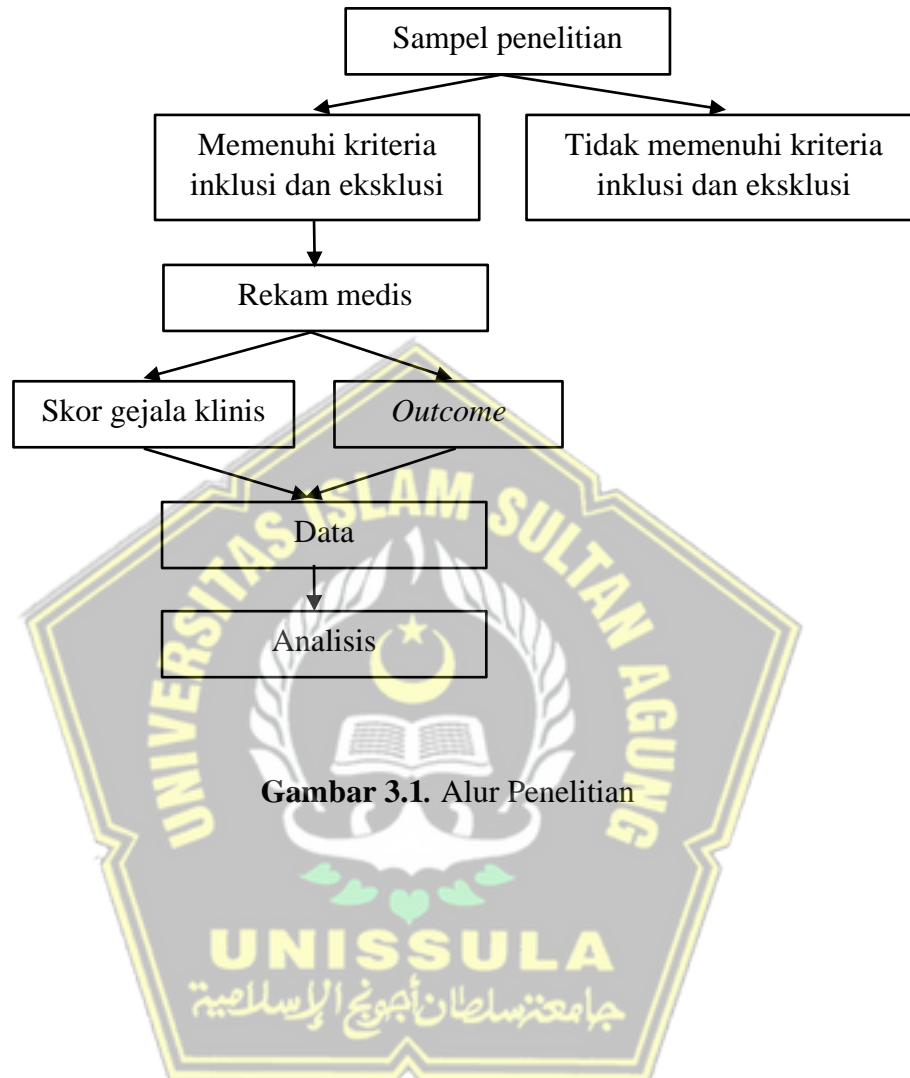 Sampel penelitian
Memenuhi kriteria
inklusi dan eksklusi
Tidak memenuhi kriteria
inklusi dan eksklusi
Rekam medis
Skor gejala klinis
Outcome
Data
Analisis
Gambar 3.1. Alur Penelitian
UNIVERSITAS ISLAM SULTAN AGUNG
UNISSULA
جامعة سلطان أجونج الإسلامية